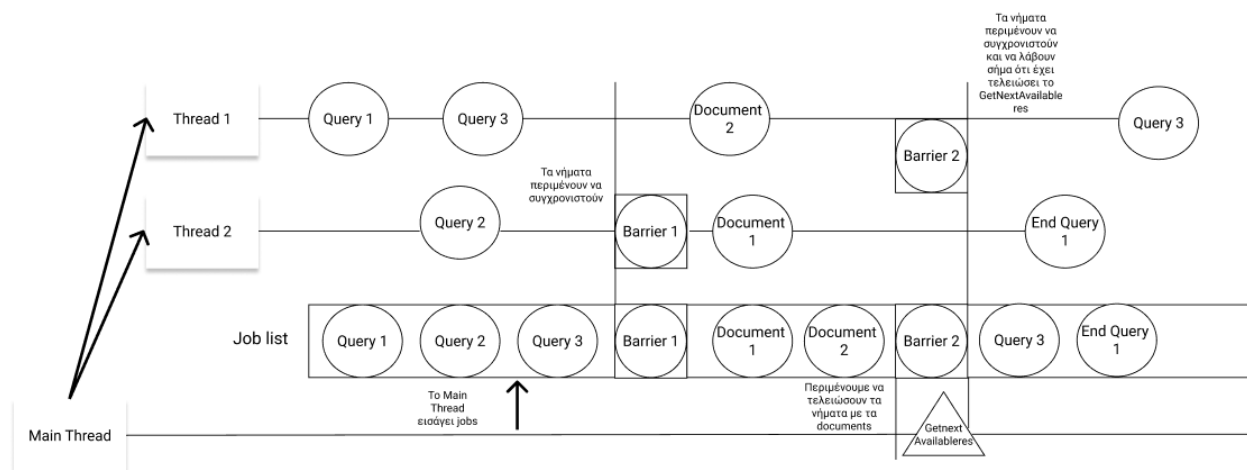 Τα νήματα
περιμένουν να
συγχρονιστούν
και να λάβουν
σήμα ότι έχει
τελειώσει το
GetNextAvailable
res
Thread 1
Query 1
Query 3
Document
2
Barrier 2
Query 3
Τα νήματα
περιμένουν να
συγχρονιστούν
Thread 2
Query 2
Barrier 1
Document
1
End Query
1
Job list
Query 1
Query 2
Query 3
Barrier 1
Document
1
Document
2
Barrier 2
Query 3
End Query
1
Το Main
Thread
εισάγει jobs
Περιμένουμε να
τελειώσουν τα
νήματα με τα
documents
Main Thread
Getnext
Availableres